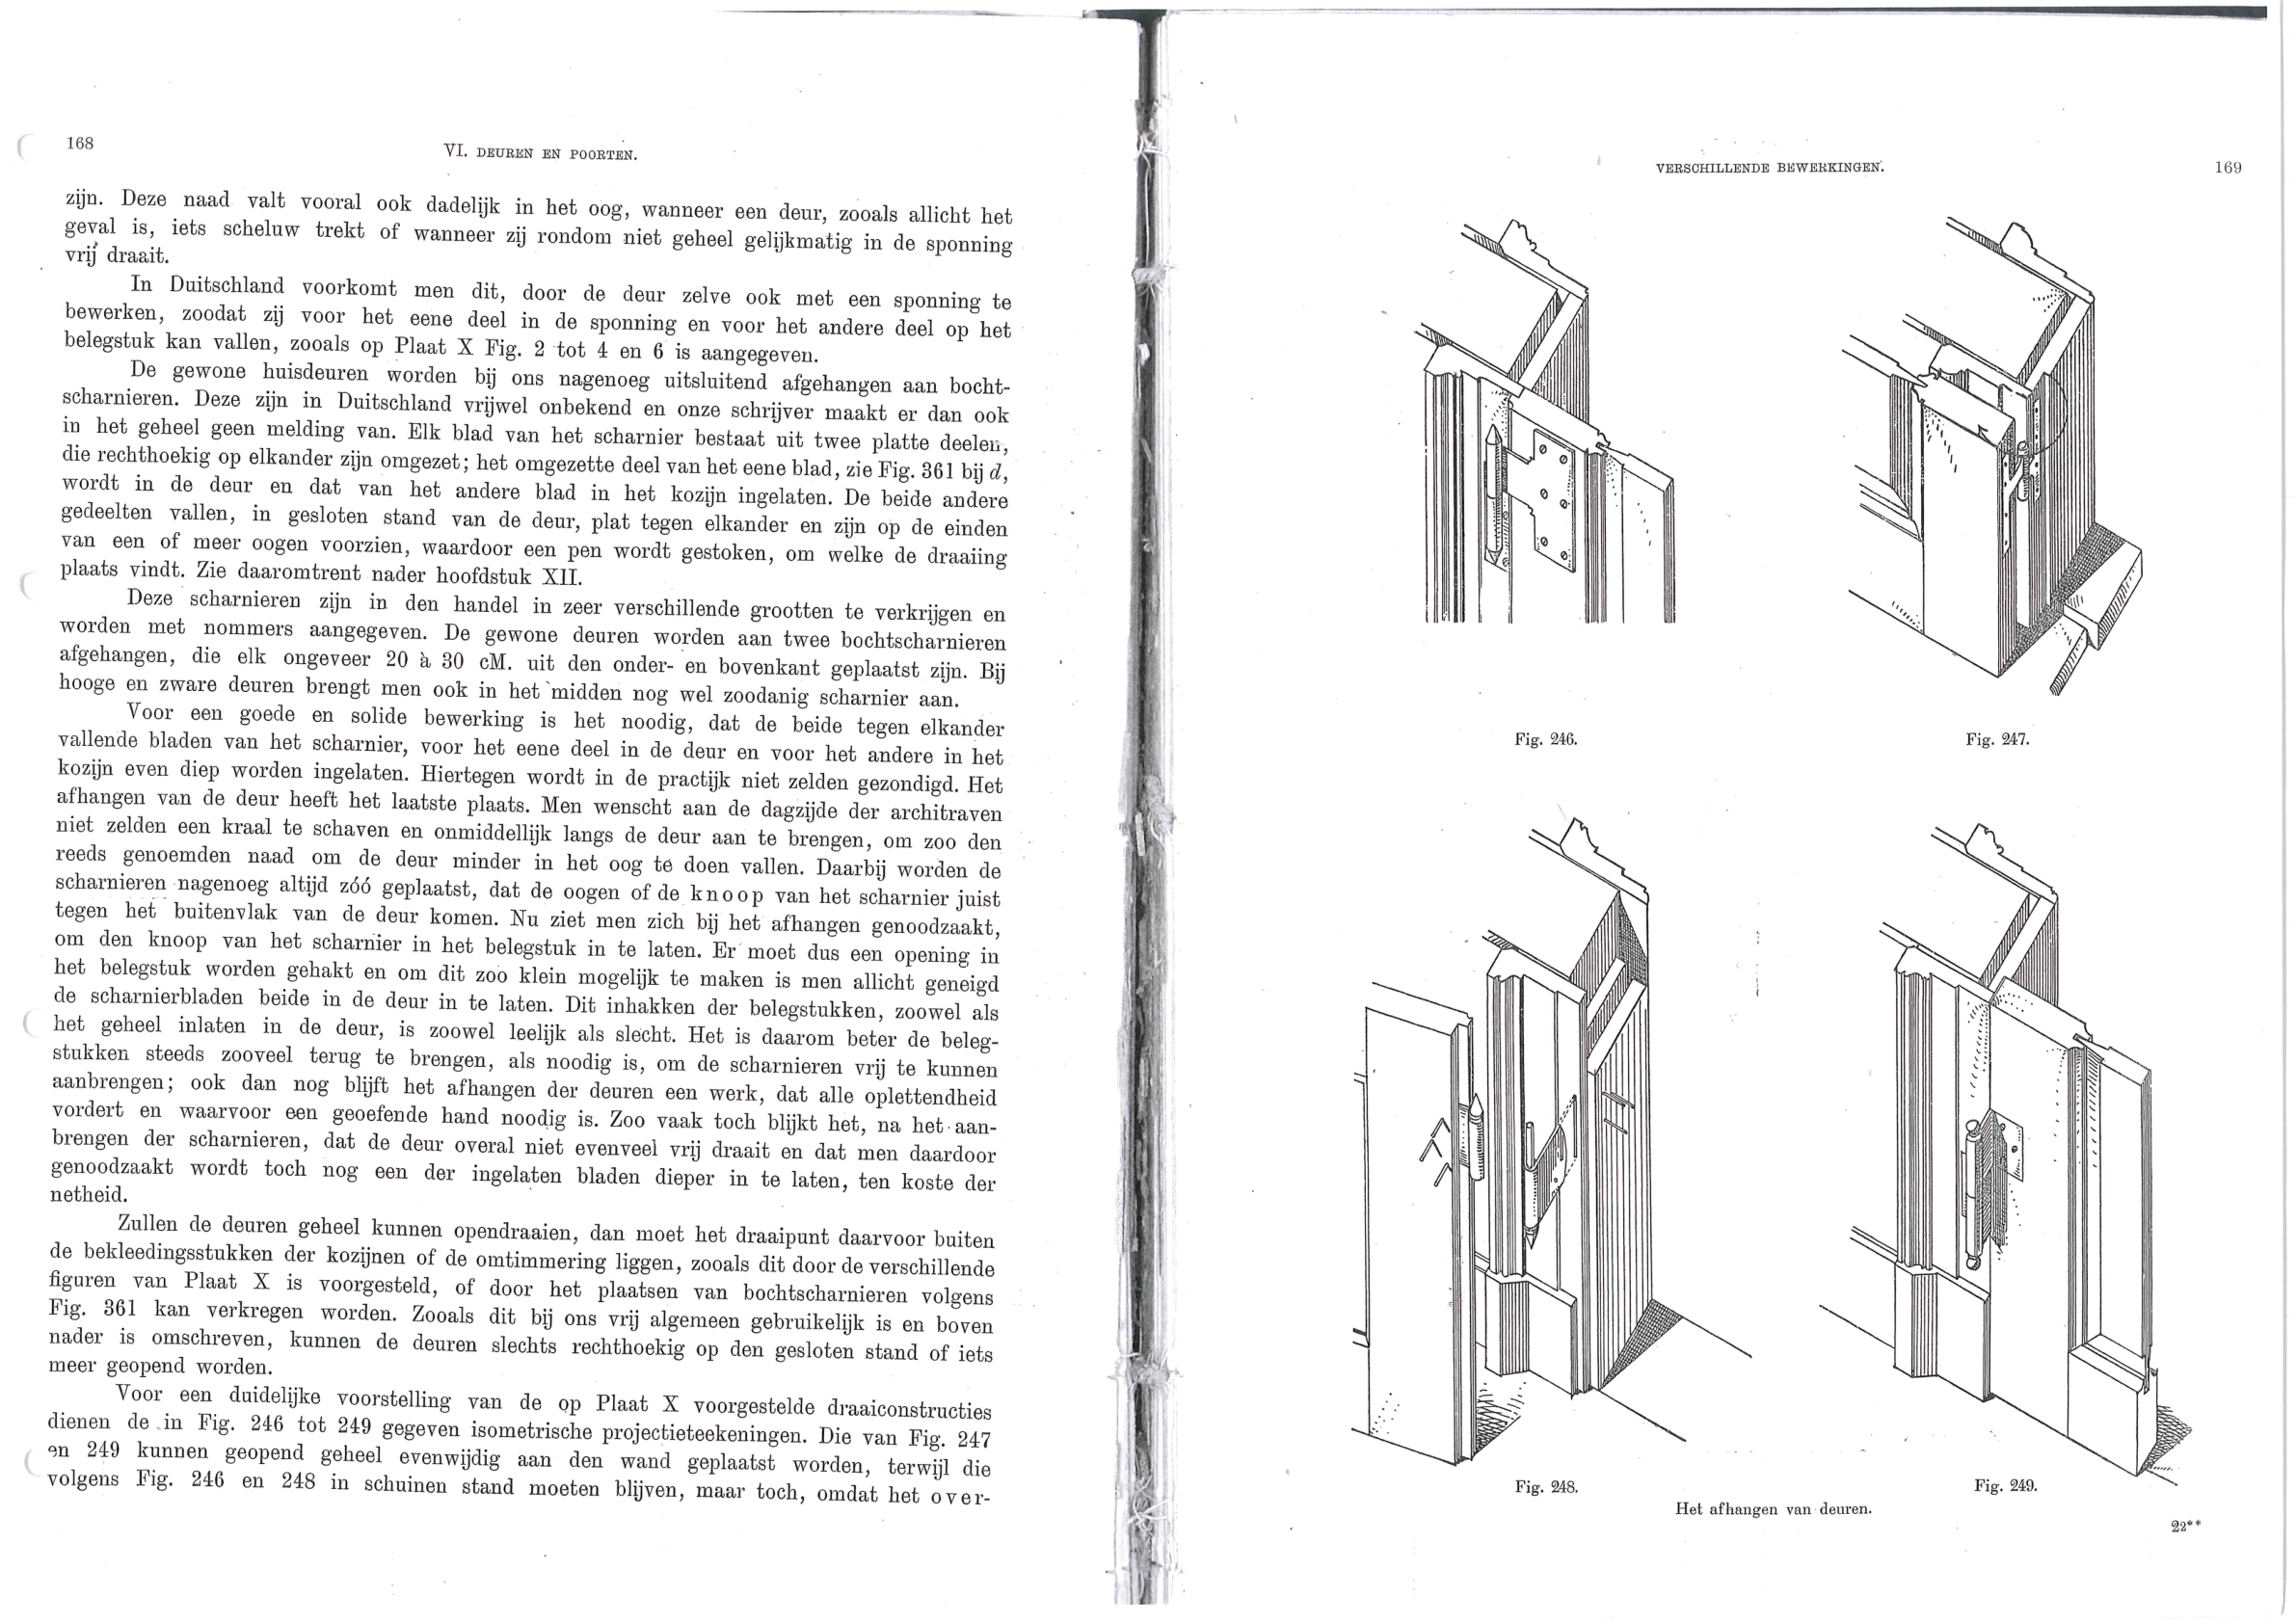 168
VI. DEUREN EN POORTEN.
zijn. Deze naad valt vooral ook dadelijk in het oog, wanneer een deur, zooals allicht het
geval is, iets scheluw trekt of wanneer zij rondom niet geheel gelijkmatig in de sponning
vrij draait.
In Duitschland voorkomt men dit, door de deur zelve ook met een sponning te
bewerken, zoodat zij voor het eene deel in de sponning en voor het andere deel op het
belegstuk kan vallen, zooals op Plaat X Fig. 2 tot 4 en 6 is aangegeven.
De gewone huisdeuren worden bij ons nagenoeg uitsluitend afgehangen aan bocht-
scharnieren. Deze zijn in Duitschland vrijwel onbekend en onze schrijver maakt er dan ook
in het geheel geen melding van. Elk blad van het scharnier bestaat uit twee platte deelen,
die rechthoekig op elkander zijn omgezet; het omgezette deel van het eene blad, zie Fig. 361 bij d,
wordt in de deur en dat van het andere blad in het kozijn ingelaten. De beide andere
gedeelten vallen, in gesloten stand van de deur, plat tegen elkander en zijn op de einden
van een of meer oogen voorzien, waardoor een pen wordt gestoken, om welke de draaiing
plaats vindt. Zie daaromtrent nader hoofdstuk XII.
Deze scharnieren zijn in den handel in zeer verschillende grootten te verkrijgen en
worden met nommers aangegeven. De gewone deuren worden aan twee bochtscharnieren
afgehangen, die elk ongeveer 20 à 30 cM. uit den onder- en bovenkant geplaatst zijn. Bij
hooge en zware deuren brengt men ook in het midden nog wel zoodanig scharnier aan.
Voor een goede en solide bewerking is het noodig, dat de beide tegen elkander
vallende bladen van het scharnier, voor het eene deel in de deur en voor het andere in het
kozijn even diep worden ingelaten. Hiertegen wordt in de practijk niet zelden gezondigd. Het
afhangen van de deur heeft het laatste plaats. Men wenscht aan de dagzijde der architraven
niet zelden een kraal te schaven en onmiddellijk langs de deur aan te brengen, om zoo den
reeds genoemden naad om de deur minder in het oog te doen vallen. Daarbij worden de
scharnieren nagenoeg altijd zóó geplaatst, dat de oogen of de knoop van het scharnier juist
tegen het buitenvlak van de deur komen. Nu ziet men zich bij het afhangen genoodzaakt,
om den knoop van het scharnier in het belegstuk in te laten. Er moet dus een opening in
het belegstuk worden gehakt en om dit zoo klein mogelijk te maken is men allicht geneigd
de scharnierbladen beide in de deur in te laten. Dit inhakken der belegstukken, zoowel als
het geheel inlaten in de deur, is zoowel leelijk als slecht. Het is daarom beter de beleg-
stukken steeds zooveel terug te brengen, als noodig is, om de scharnieren vrij te kunnen
aanbrengen; ook dan nog blijft het afhangen der deuren een werk, dat alle oplettendheid
vordert en waarvoor een geoefende hand noodig is. Zoo vaak toch blijkt het, na het aan-
brengen der scharnieren, dat de deur overal niet evenveel vrij draait en dat men daardoor
genoodzaakt wordt toch nog een der ingelaten bladen dieper in te laten, ten koste der
netheid.
Zullen de deuren geheel kunnen opendraaien, dan moet het draaipunt daarvoor buiten
de bekleedingsstukken der kozijnen of de omtimmering liggen, zooals dit door de verschillende
figuren van Plaat X is voorgesteld, of door het plaatsen van bochtscharnieren volgens
Fig. 361 kan verkregen worden. Zooals dit bij ons vrij algemeen gebruikelijk is en boven
nader is omschreven, kunnen de deuren slechts rechthoekig op den gesloten stand of iets
meer geopend worden.
Voor een duidelijke voorstelling van de op Plaat X voorgestelde draaiconstructies
dienen de in Fig. 246 tot 249 gegeven isometrische projectieteekeningen. Die van Fig. 247
en 249 kunnen geopend geheel evenwijdig aan den wand geplaatst worden, terwijl die
volgens Fig. 246 en 248 in schuinen stand moeten blijven, maar toch, omdat het over-
VERSCHILLENDE BEWERKINGEN.
169
Fig. 246.
Fig. 247.
Fig. 248.
Fig. 249.
Het afhangen van deuren.
22**